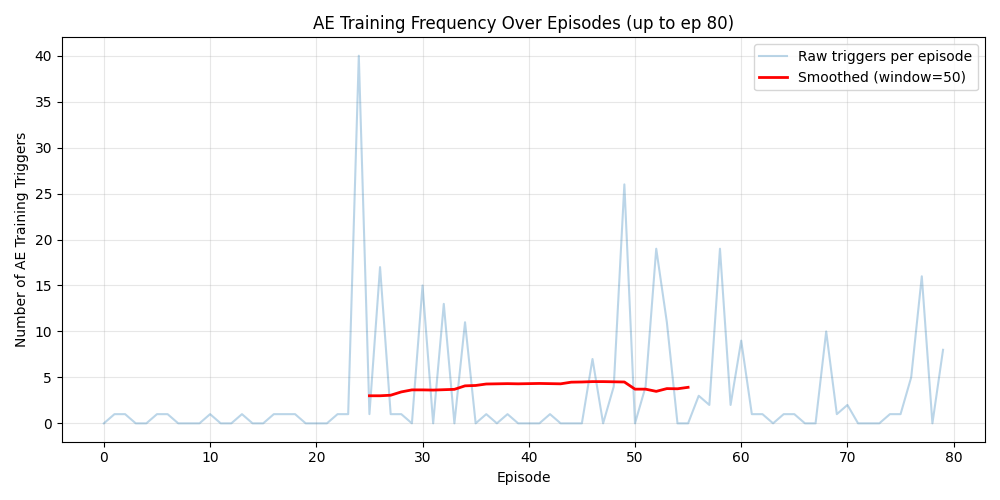 AE Training Frequency Over Episodes (up to ep 80)
Raw triggers per episode
Smoothed (window=50)
Number of AE Training Triggers
40
35
30
25
20
15
10
5
0
0 10 20 30 40 50 60 70 80
Episode